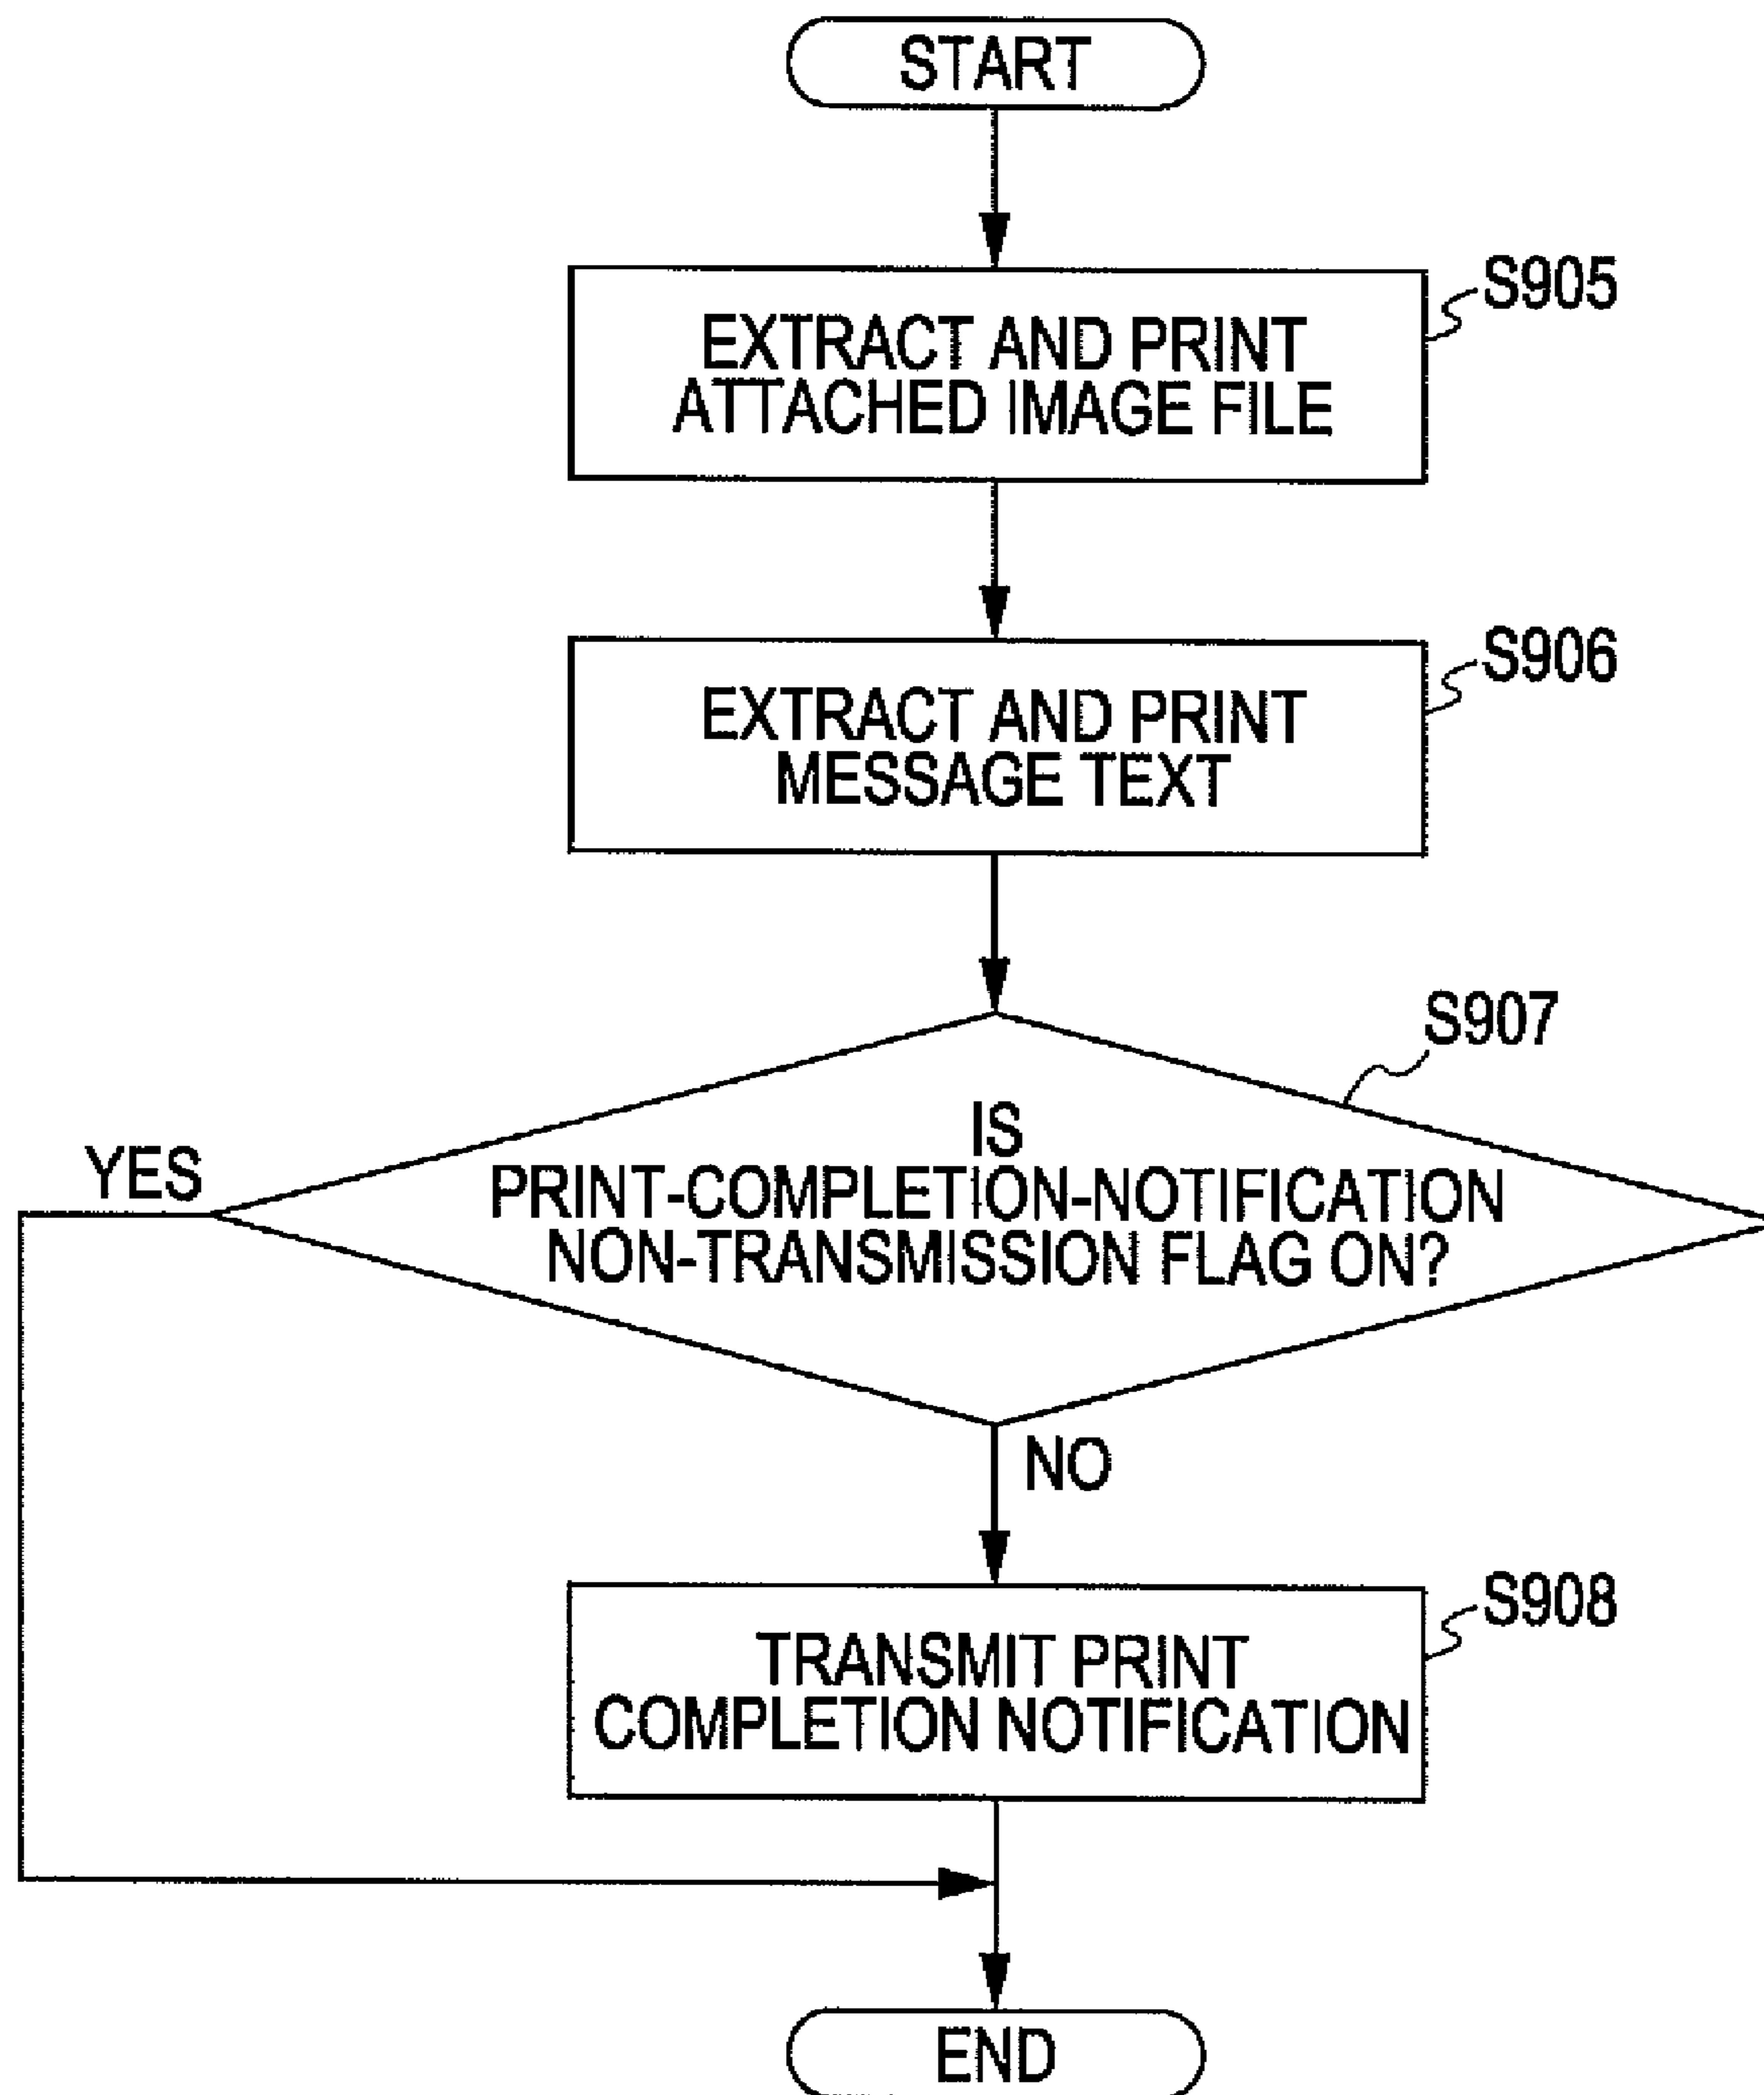 START
S905
EXTRACT AND PRINT
ATTACHED IMAGE FILE
S906
EXTRACT AND PRINT
MESSAGE TEXT
S907
IS
PRINT-COMPLETION-NOTIFICATION
NON-TRANSMISSION FLAG ON?
YES
NO
S908
TRANSMIT PRINT
COMPLETION NOTIFICATION
END